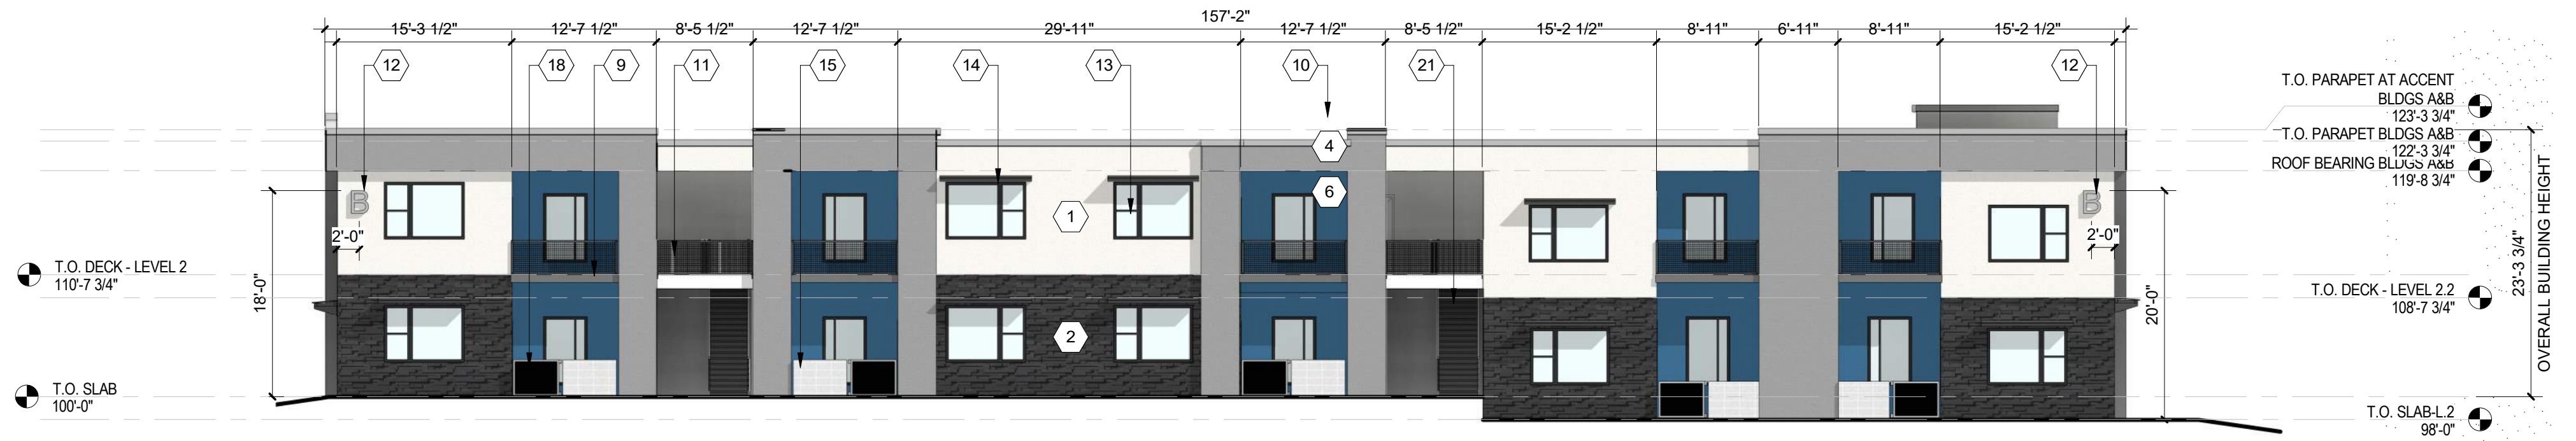 157'-2"
15'-3 1/2" 12'-7 1/2" 8'-5 1/2" 12'-7 1/2" 29'-11" 12'-7 1/2" 8'-5 1/2" 15'-2 1/2" 8'-11" 6'-11" 8'-11" 15'-2 1/2"
12 18 9 11 15 14 13 10 21 12
T.O. PARAPET AT ACCENT
BLDGS A&B
123'-3 3/4"
T.O. PARAPET BLDGS A&B
122'-3 3/4"
ROOF BEARING BLDGS A&B
119'-8 3/4"
4
6
1
2
B
B
2'-0"
2'-0"
18'-0"
20'-0"
23'-3 3/4"
OVERALL BUILDING HEIGHT
T.O. DECK - LEVEL 2
110'-7 3/4"
T.O. DECK - LEVEL 2.2
108'-7 3/4"
T.O. SLAB
100'-0"
T.O. SLAB-L.2
98'-0"